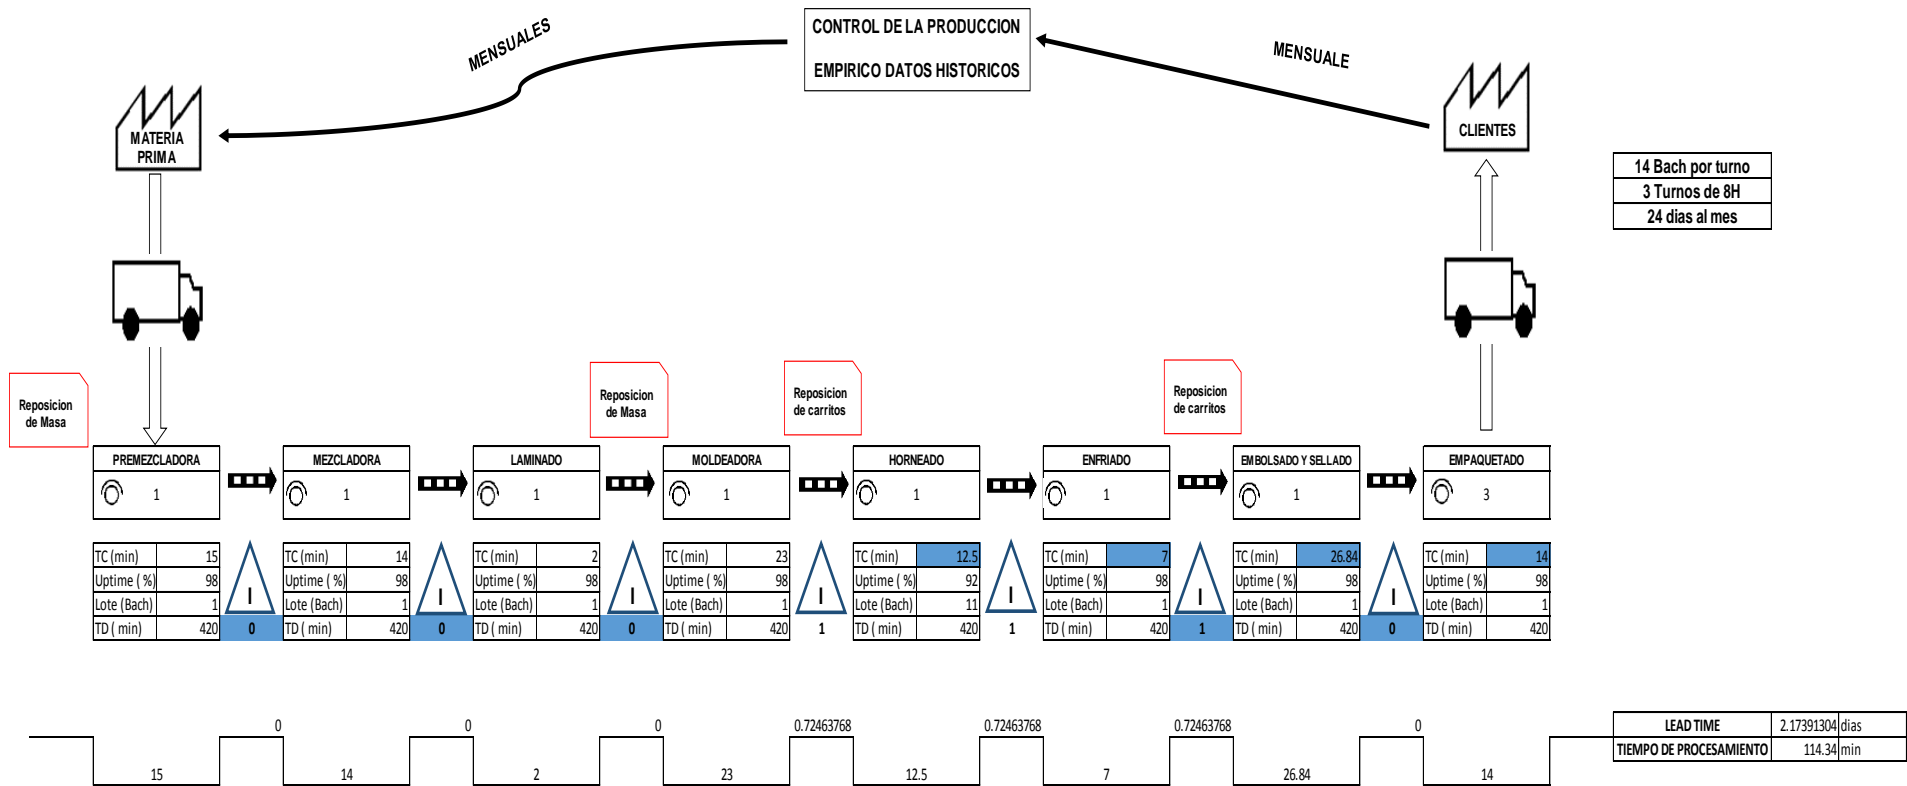 CONTROL DE LA PRODUCCION
EMPIRICO DATOS HISTORICOS
MENSUALES
MENSUALE
MATERIA
PRIMA
CLIENTES
14 Bach por turno
3 Turnos de 8H
24 dias al mes
Reposicion
de Masa
Reposicion
de Masa
Reposicion
de carritos
Reposicion
de carritos
PREMEZCLADORA
1
MEZCLADORA
1
LAMINADO
1
MOLDEADORA
1
HORNEADO
1
ENFRIADO
1
EMBOLSADO Y SELLADO
1
EMPAQUETADO
3
TC (min) 15
Uptime ( %) 98
Lote (Bach) 1
TD ( min) 420
I
0
TC (min) 14
Uptime ( %) 98
Lote (Bach) 1
TD ( min) 420
I
0
TC (min) 2
Uptime ( %) 98
Lote (Bach) 1
TD ( min) 420
I
0
TC (min) 23
Uptime ( %) 98
Lote (Bach) 1
TD ( min) 420
I
1
TC (min) 12.5
Uptime ( %) 92
Lote (Bach) 11
TD ( min) 420
I
1
TC (min) 7
Uptime ( %) 98
Lote (Bach) 1
TD ( min) 420
I
1
TC (min) 26.84
Uptime ( %) 98
Lote (Bach) 1
TD ( min) 420
I
0
TC (min) 14
Uptime ( %) 98
Lote (Bach) 1
TD ( min) 420
0 0 0 0.72463768 0.72463768 0.72463768 0
15 14 2 23 12.5 7 26.84 14
LEAD TIME 2.17391304 dias
TIEMPO DE PROCESAMIENTO 114.34 min